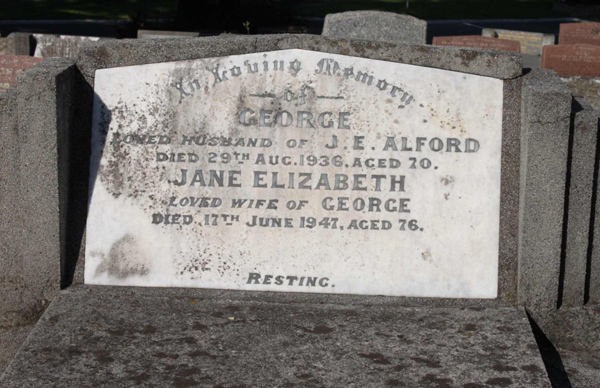 In Loving Memory
of
GEORGE
LOVED HUSBAND OF J. E. ALFORD
DIED 29TH AUG. 1936, AGED 70.
JANE ELIZABETH
LOVED WIFE OF GEORGE
DIED 17TH JUNE 1947, AGED 76.
RESTING.